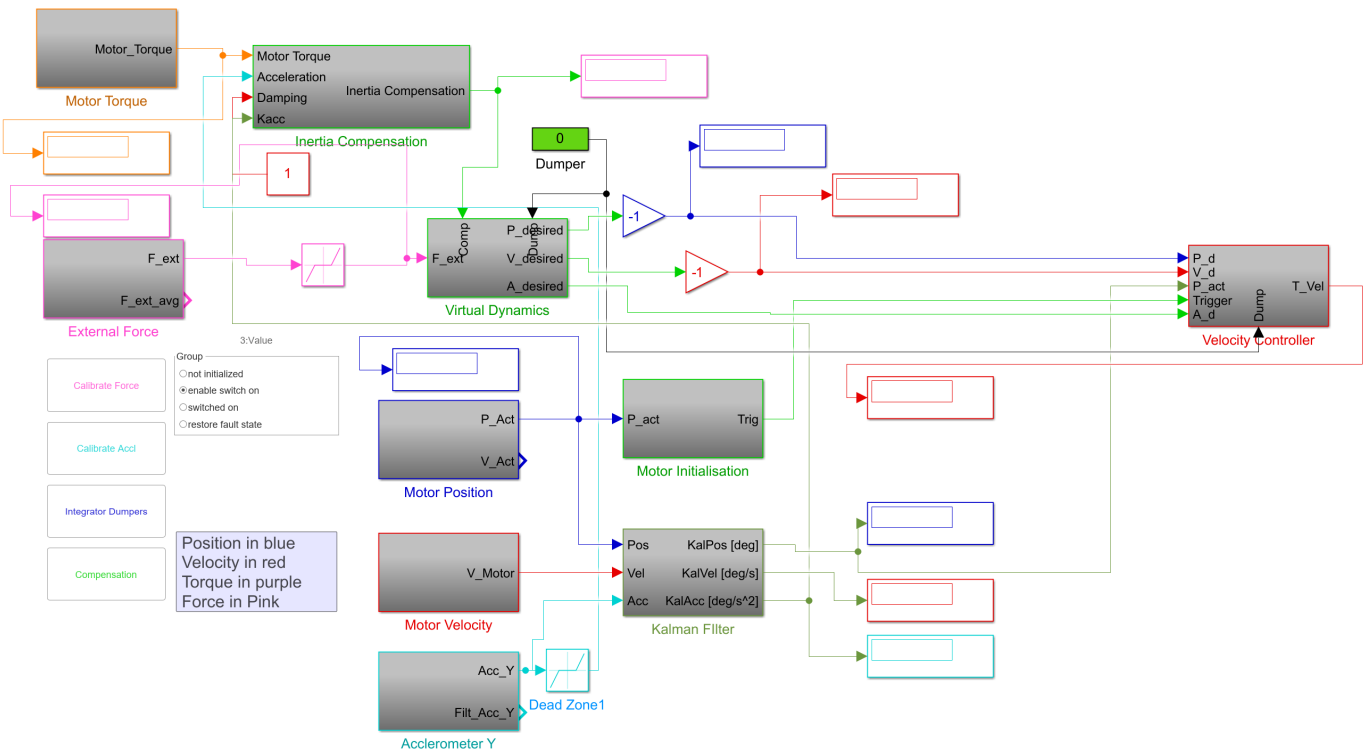 Motor_Torque
Motor Torque
Motor Torque
Acceleration
Damping
Kacc
Inertia Compensation
Inertia Compensation
1
0
Dumper
-1
-1
F_ext
F_ext_avg
External Force
Comp
Dump
F_ext
P_desired
V_desired
A_desired
Virtual Dynamics
P_d
V_d
P_act
Trigger
A_d
Dump
T_Vel
Velocity Controller
3:Value
Group
not initialized
enable switch on
switched on
restore fault state
Calibrate Force
Calibrate Accl
Integrator Dumpers
Compensation
Position in blue
Velocity in red
Torque in purple
Force in Pink
P_Act
V_Act
Motor Position
P_act
Trig
Motor Initialisation
V_Motor
Motor Velocity
Pos
Vel
Acc
KalPos [deg]
KalVel [deg/s]
KalAcc [deg/s^2]
Kalman FIlter
Acc_Y
Filt_Acc_Y
Acclerometer Y
Dead Zone1